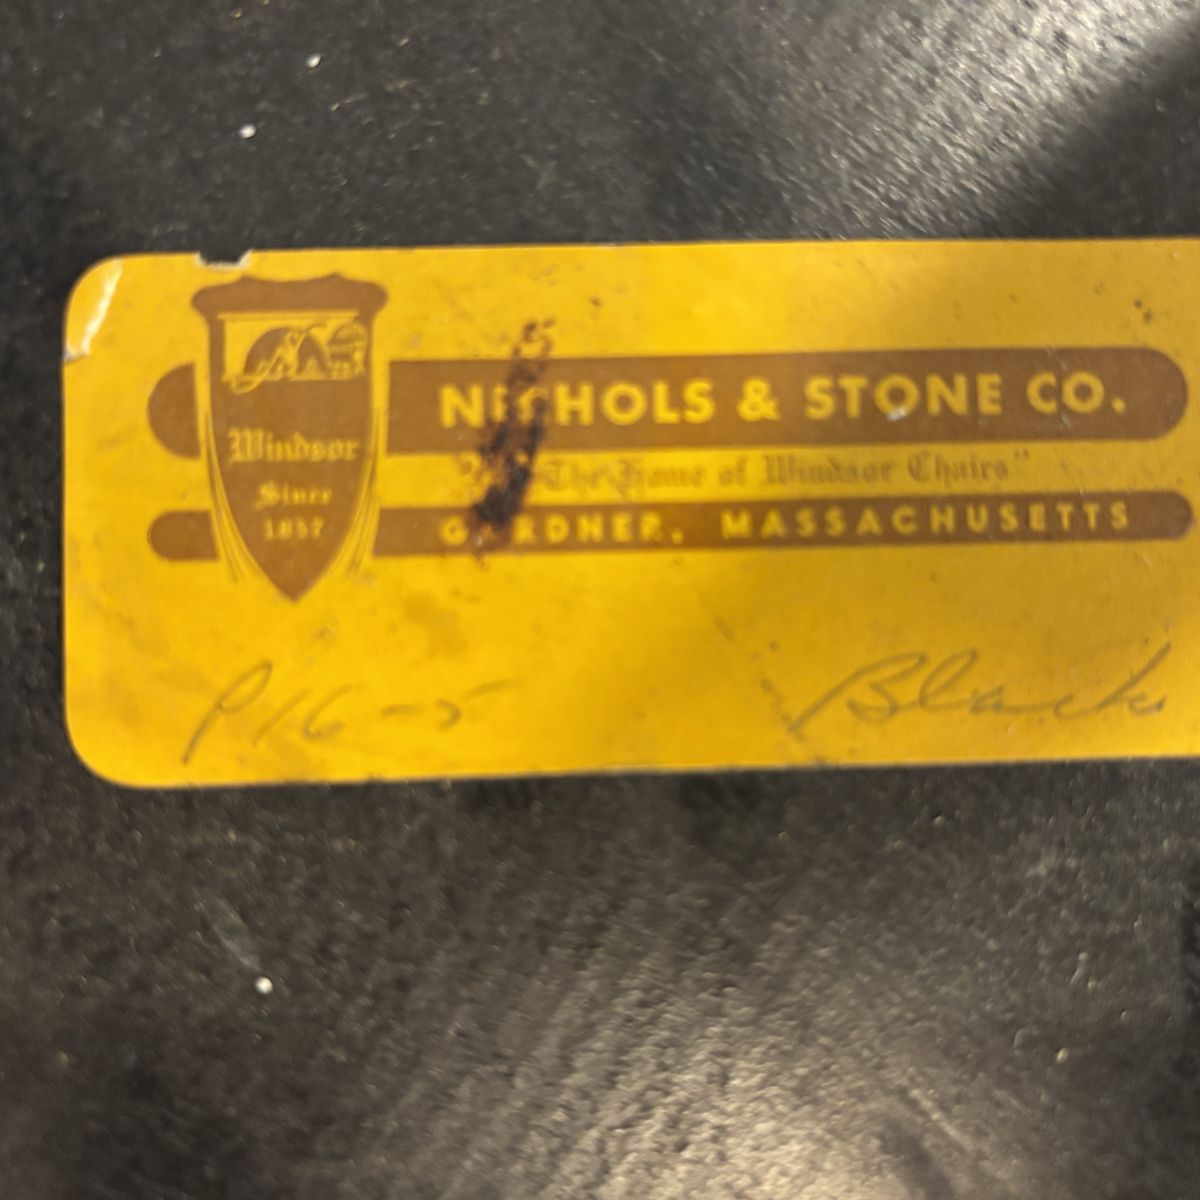 Windsor
Since
1857
NICHOLS & STONE CO.
"The Home of Windsor Chairs"
GARDNER, MASSACHUSETTS
P16-5
Black